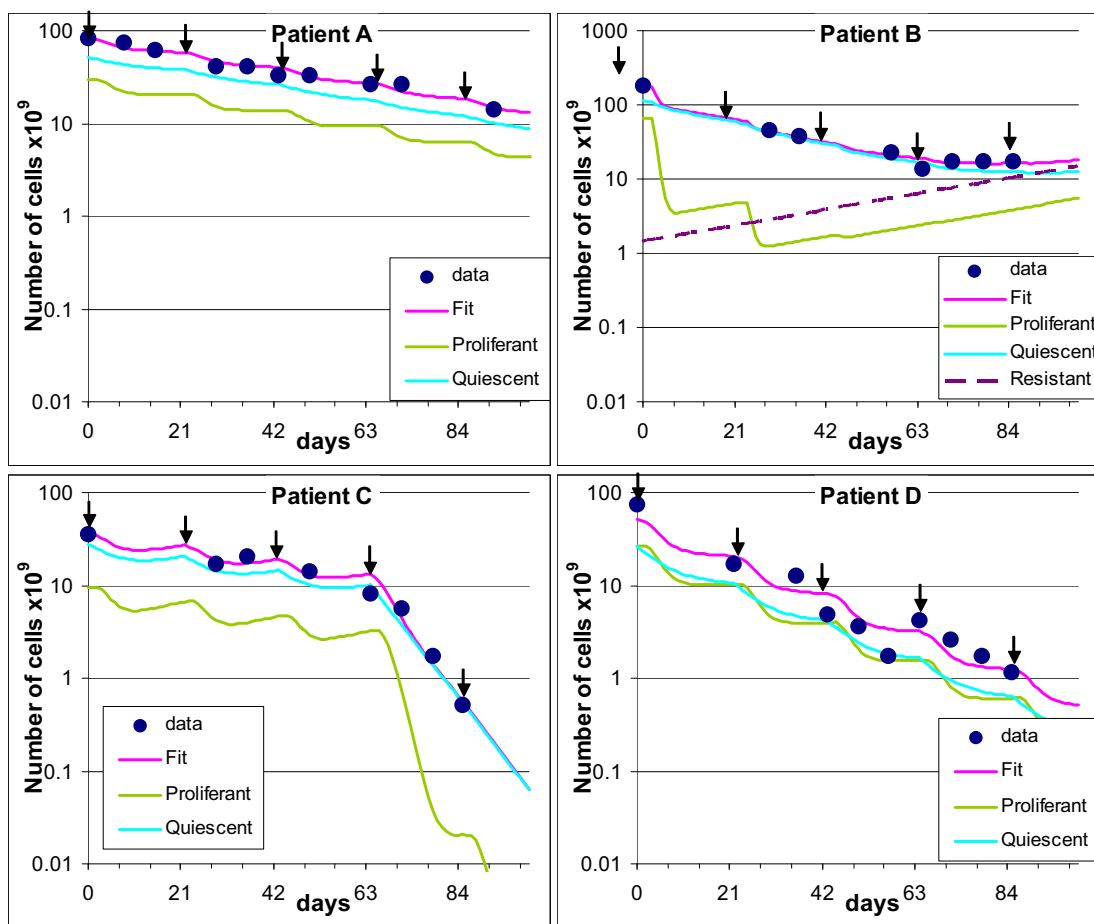 Patient A
Number of cells x10⁹
100
10
1
0.1
0.01
data
Fit
Proliferant
Quiescent
0 21 42 63 84
days
Patient B
Number of cells x10⁹
1000
100
10
1
0.1
0.01
data
Fit
Proliferant
Quiescent
Resistant
0 21 42 63 84
days
Patient C
Number of cells x10⁹
100
10
1
0.1
0.01
data
Fit
Proliferant
Quiescent
0 21 42 63 84
days
Patient D
Number of cells x10⁹
100
10
1
0.1
0.01
data
Fit
Proliferant
Quiescent
0 21 42 63 84
days